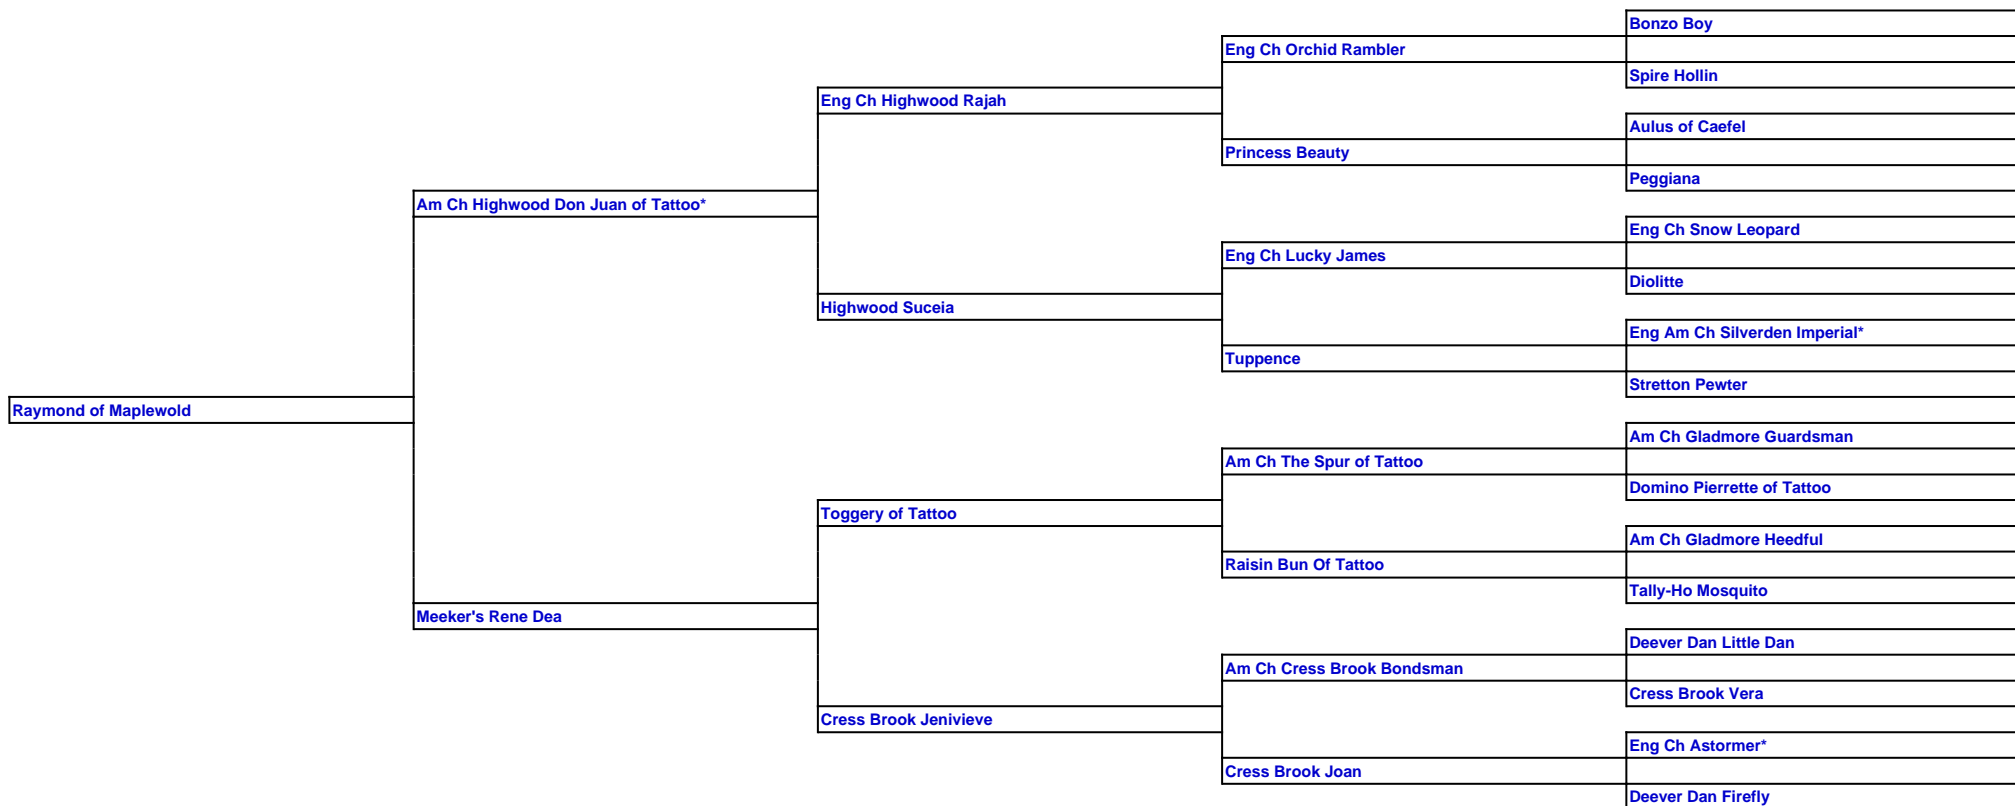 Bonzo Boy
Eng Ch Orchid Rambler
Spire Hollin
Eng Ch Highwood Rajah
Aulus of Caefel
Princess Beauty
Peggiana
Am Ch Highwood Don Juan of Tattoo*
Eng Ch Snow Leopard
Eng Ch Lucky James
Diolitte
Highwood Suceia
Eng Am Ch Silverden Imperial*
Tuppence
Stretton Pewter
Raymond of Maplewold
Am Ch Gladmore Guardsman
Am Ch The Spur of Tattoo
Domino Pierrette of Tattoo
Toggery of Tattoo
Am Ch Gladmore Heedful
Raisin Bun Of Tattoo
Tally-Ho Mosquito
Meeker's Rene Dea
Deever Dan Little Dan
Am Ch Cress Brook Bondsman
Cress Brook Vera
Cress Brook Jenivieve
Eng Ch Astormer*
Cress Brook Joan
Deever Dan Firefly